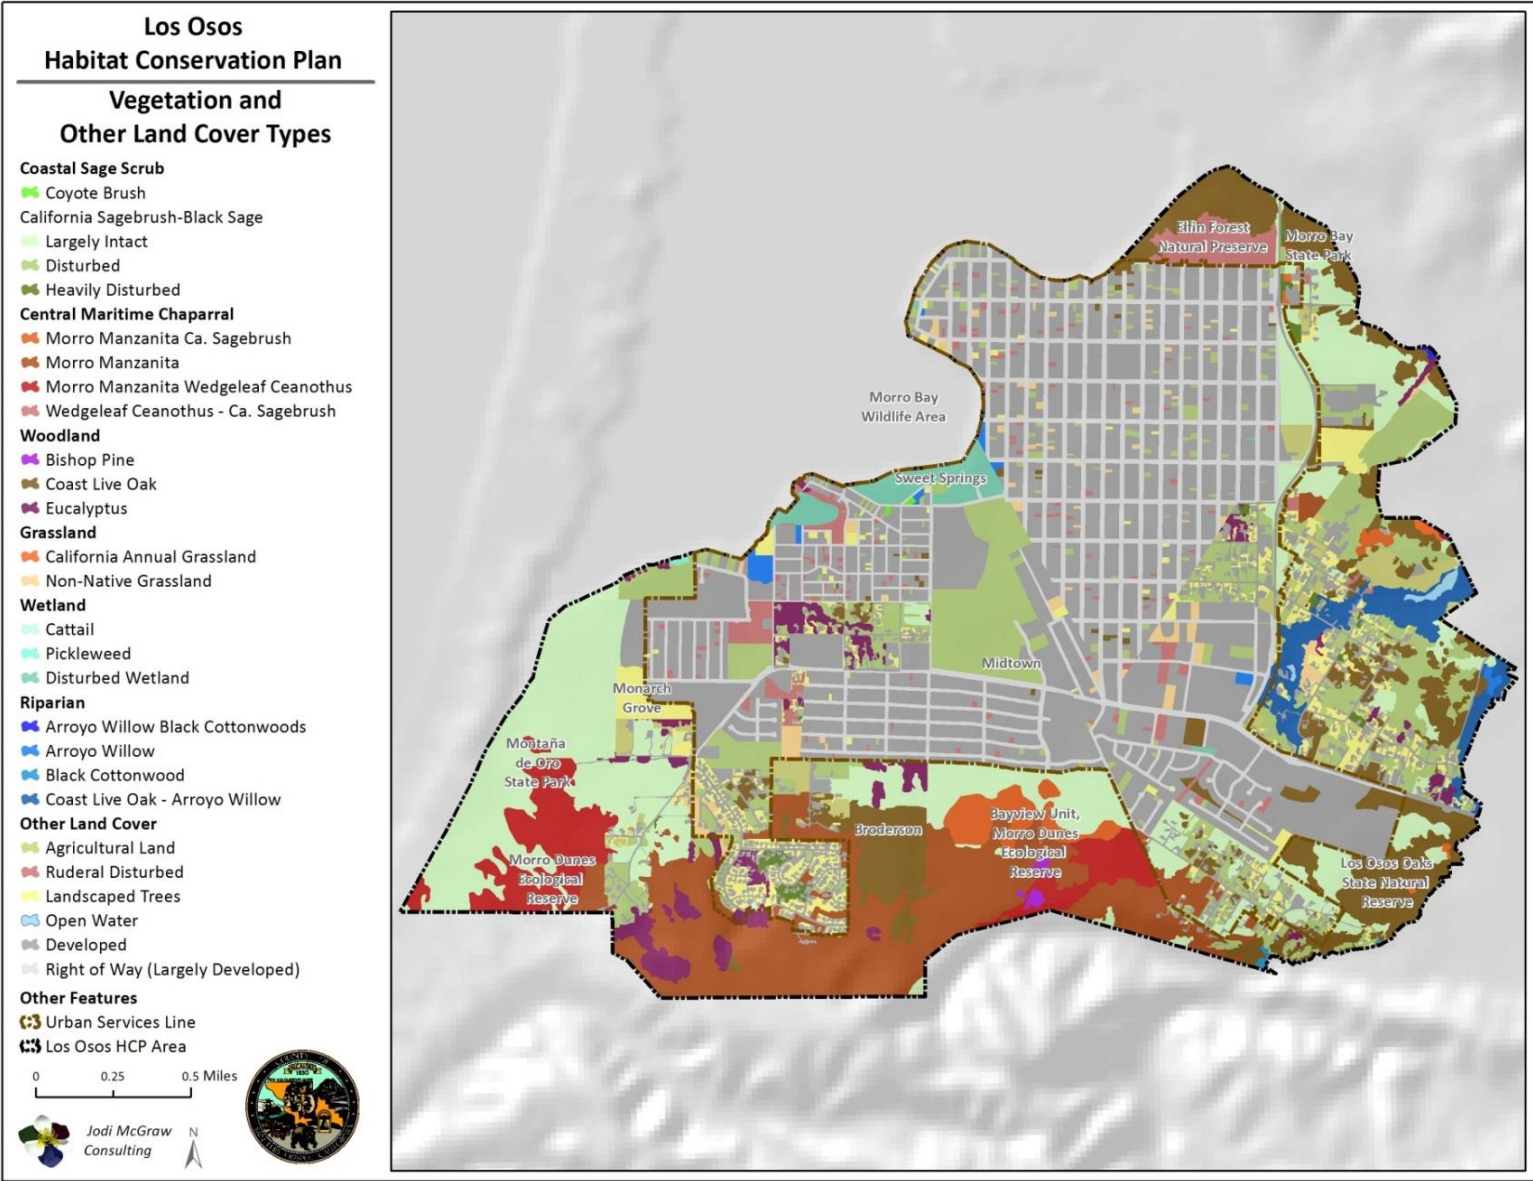 Los Osos
Habitat Conservation Plan
Vegetation and
Other Land Cover Types
Coastal Sage Scrub
Coyote Brush
California Sagebrush-Black Sage
Largely Intact
Disturbed
Heavily Disturbed
Central Maritime Chaparral
Morro Manzanita Ca. Sagebrush
Morro Manzanita
Morro Manzanita Wedgeleaf Ceanothus
Wedgeleaf Ceanothus - Ca. Sagebrush
Woodland
Bishop Pine
Coast Live Oak
Eucalyptus
Grassland
California Annual Grassland
Non-Native Grassland
Wetland
Cattail
Pickleweed
Disturbed Wetland
Riparian
Arroyo Willow Black Cottonwoods
Arroyo Willow
Black Cottonwood
Coast Live Oak - Arroyo Willow
Other Land Cover
Agricultural Land
Ruderal Disturbed
Landscaped Trees
Open Water
Developed
Right of Way (Largely Developed)
Other Features
Urban Services Line
Los Osos HCP Area
0 0.25 0.5 Miles
Jodi McGraw
Consulting
N
Elfin Forest
Natural Preserve
Morro Bay
State Park
Morro Bay
Wildlife Area
Sweet Springs
Midtown
Monarch
Grove
Montaña
de Oro
State Park
Broderson
Bayview Unit,
Morro Dunes
Ecological
Reserve
Morro Dunes
Ecological
Reserve
Los Osos Oaks
State Natural
Reserve